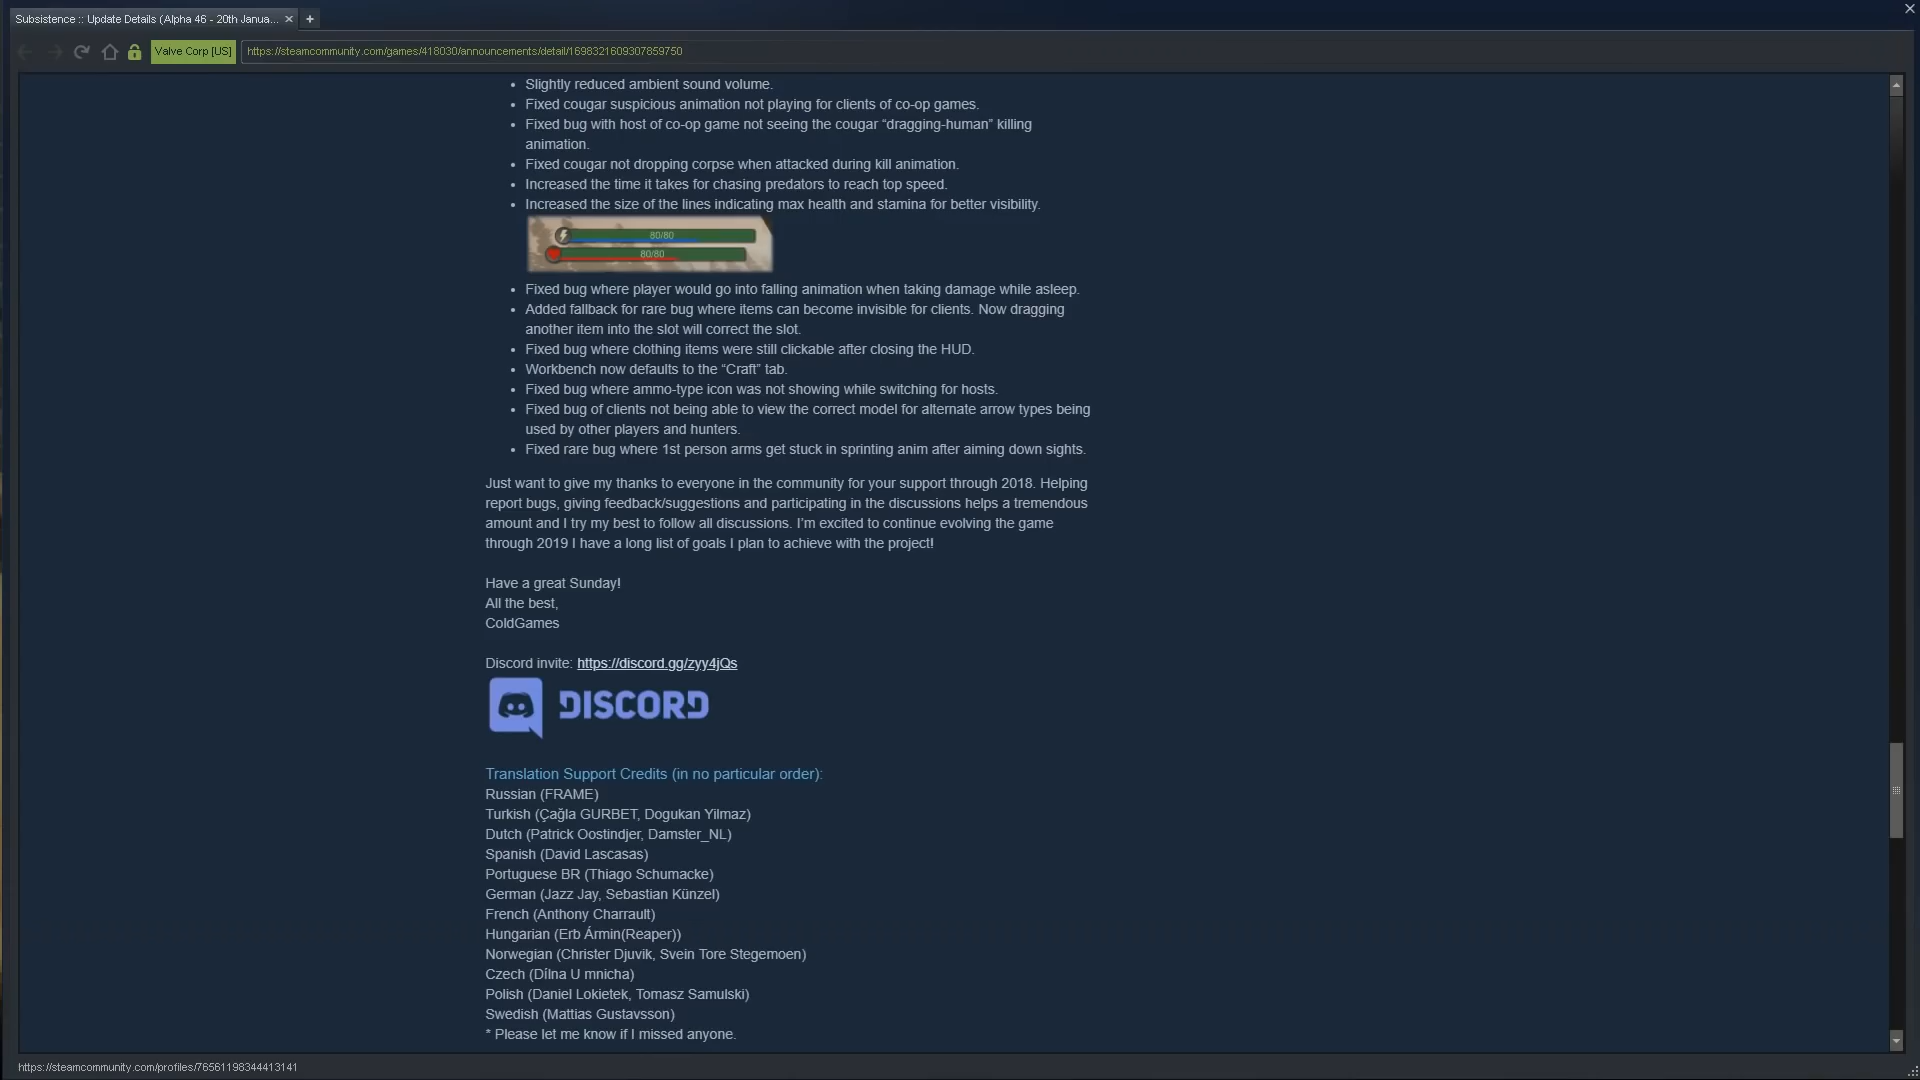 Subsistence :: Update Details (Alpha 46 - 20th Janua...
Valve Corp [US]
https://steamcommunity.com/games/418030/announcements/detail/1698321609307859750
Slightly reduced ambient sound volume.
Fixed cougar suspicious animation not playing for clients of co-op games.
Fixed bug with host of co-op game not seeing the cougar “dragging-human” killing
animation.
Fixed cougar not dropping corpse when attacked during kill animation.
Increased the time it takes for chasing predators to reach top speed.
Increased the size of the lines indicating max health and stamina for better visibility.
80/80
80/80
Fixed bug where player would go into falling animation when taking damage while asleep.
Added fallback for rare bug where items can become invisible for clients. Now dragging
another item into the slot will correct the slot.
Fixed bug where clothing items were still clickable after closing the HUD.
Workbench now defaults to the “Craft” tab.
Fixed bug where ammo-type icon was not showing while switching for hosts.
Fixed bug of clients not being able to view the correct model for alternate arrow types being
used by other players and hunters.
Fixed rare bug where 1st person arms get stuck in sprinting anim after aiming down sights.
Just want to give my thanks to everyone in the community for your support through 2018. Helping
report bugs, giving feedback/suggestions and participating in the discussions helps a tremendous
amount and I try my best to follow all discussions. I’m excited to continue evolving the game
through 2019 I have a long list of goals I plan to achieve with the project!
Have a great Sunday!
All the best,
ColdGames
Discord invite: https://discord.gg/zyy4jQs
DISCORD
Translation Support Credits (in no particular order):
Russian (FRAME)
Turkish (Çağla GURBET, Dogukan Yilmaz)
Dutch (Patrick Oostindjer, Damster_NL)
Spanish (David Lascasas)
Portuguese BR (Thiago Schumacke)
German (Jazz Jay, Sebastian Künzel)
French (Anthony Charrault)
Hungarian (Erb Ármin(Reaper))
Norwegian (Christer Djuvik, Svein Tore Stegemoen)
Czech (Dílna U mnicha)
Polish (Daniel Lokietek, Tomasz Samulski)
Swedish (Mattias Gustavsson)
* Please let me know if I missed anyone.
https://steamcommunity.com/profiles/76561198344413141